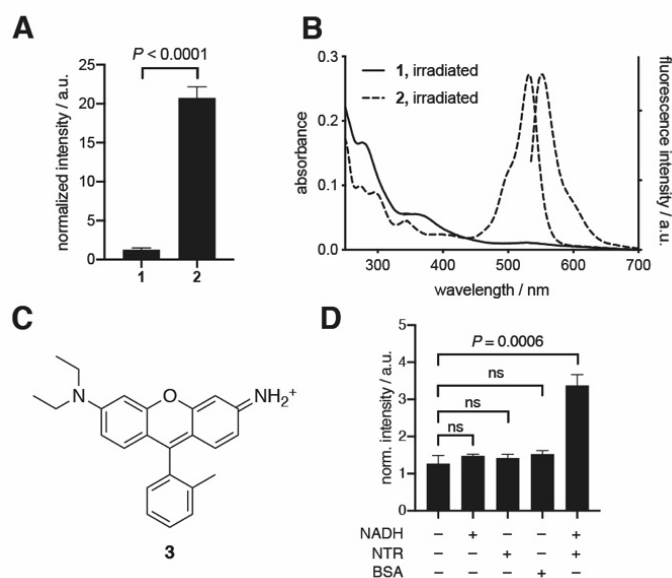 A
P < 0.0001
normalized intensity / a.u.
25
20
15
10
5
0
1
2
B
1, irradiated
2, irradiated
absorbance
0.3
0.2
0.1
0.0
300
400
500
600
700
wavelength / nm
fluorescence intensity / a.u.
C
N
O
NH2+
3
D
P = 0.0006
ns
ns
ns
norm. intensity / a.u.
5
4
3
2
1
0
NADH − + − − +
NTR − − + − +
BSA − − − + −